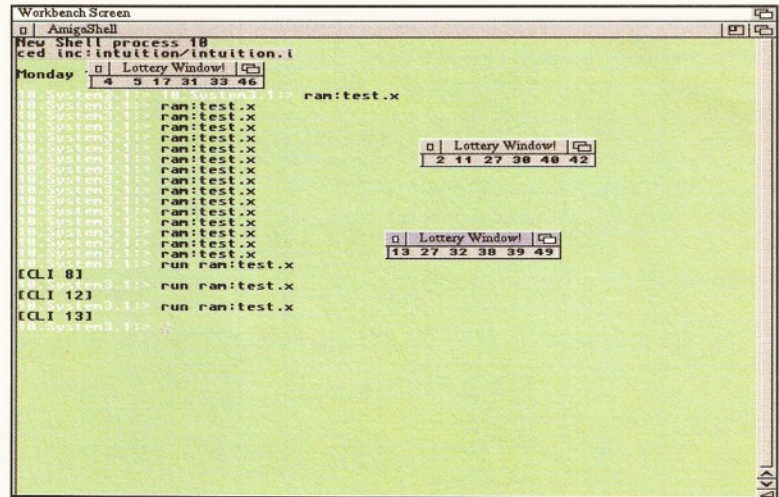 Workbench Screen
AmigaShell
New Shell process 10
ced inc:intuition/intuition.i
Lottery Window!
Monday
4 5 17 31 33 46
10.System3.1:> 10.System3.1:> ram:test.x
10.System3.1:> ram:test.x
10.System3.1:> ram:test.x
10.System3.1:> ram:test.x
10.System3.1:> ram:test.x
Lottery Window!
10.System3.1:> ram:test.x
2 11 27 30 40 42
10.System3.1:> ram:test.x
10.System3.1:> ram:test.x
10.System3.1:> ram:test.x
10.System3.1:> ram:test.x
10.System3.1:> ram:test.x
10.System3.1:> ram:test.x
10.System3.1:> ram:test.x
10.System3.1:> ram:test.x
Lottery Window!
10.System3.1:> ram:test.x
13 27 32 38 39 49
10.System3.1:> ram:test.x
10.System3.1:> run ram:test.x
[CLI 8]
10.System3.1:> run ram:test.x
[CLI 12]
10.System3.1:> run ram:test.x
[CLI 13]
10.System3.1:>